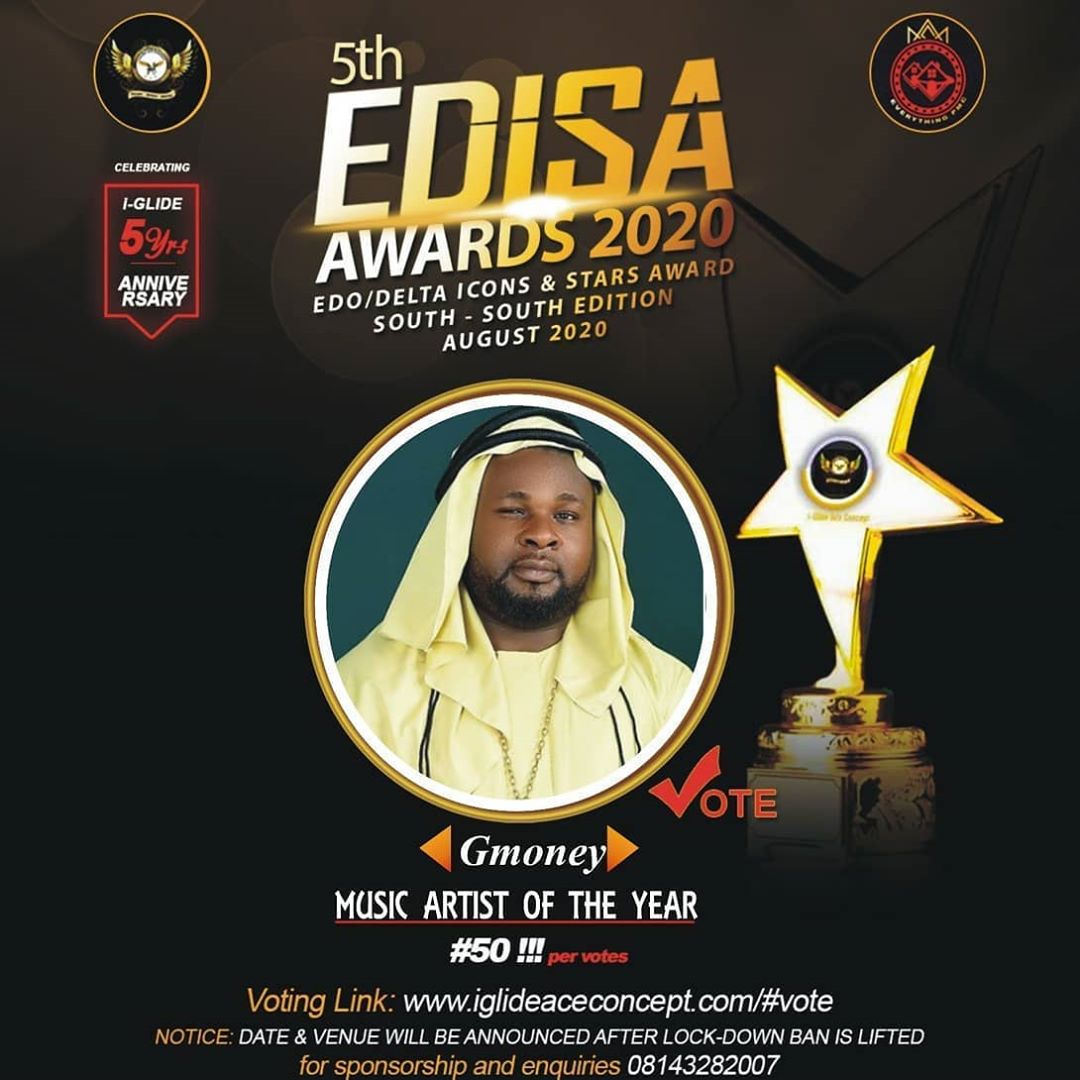 5th
EDISA
AWARDS 2020
EDO/DELTA ICONS & STARS AWARD
SOUTH - SOUTH EDITION
AUGUST 2020
CELEBRATING
i-GLIDE
5Yrs
ANNIVE
RSARY
EVERYTHING PMC
VOTE
Gmoney
MUSIC ARTIST OF THE YEAR
#50 !!! per votes
Voting Link: www.iglideaceconcept.com/#vote
NOTICE: DATE & VENUE WILL BE ANNOUNCED AFTER LOCK-DOWN BAN IS LIFTED
for sponsorship and enquiries 08143282007